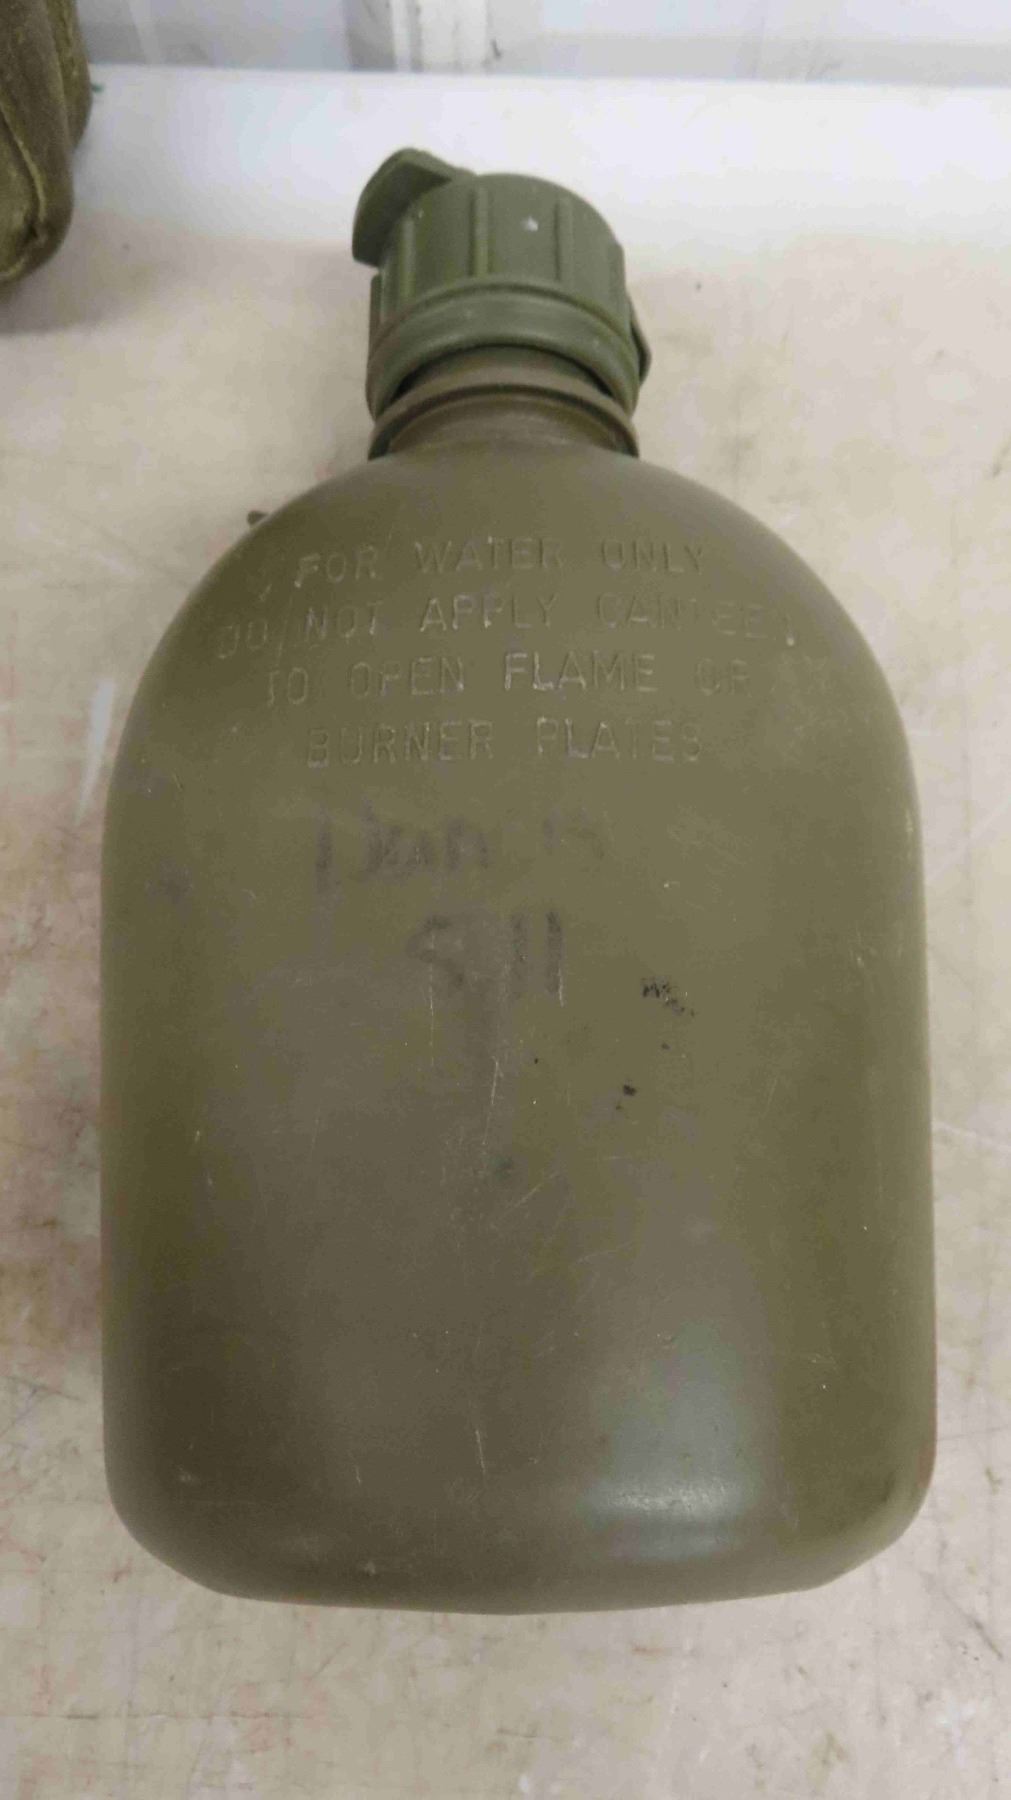 FOR WATER ONLY
DO NOT APPLY CANTEEN
TO OPEN FLAME OR
BURNER PLATES